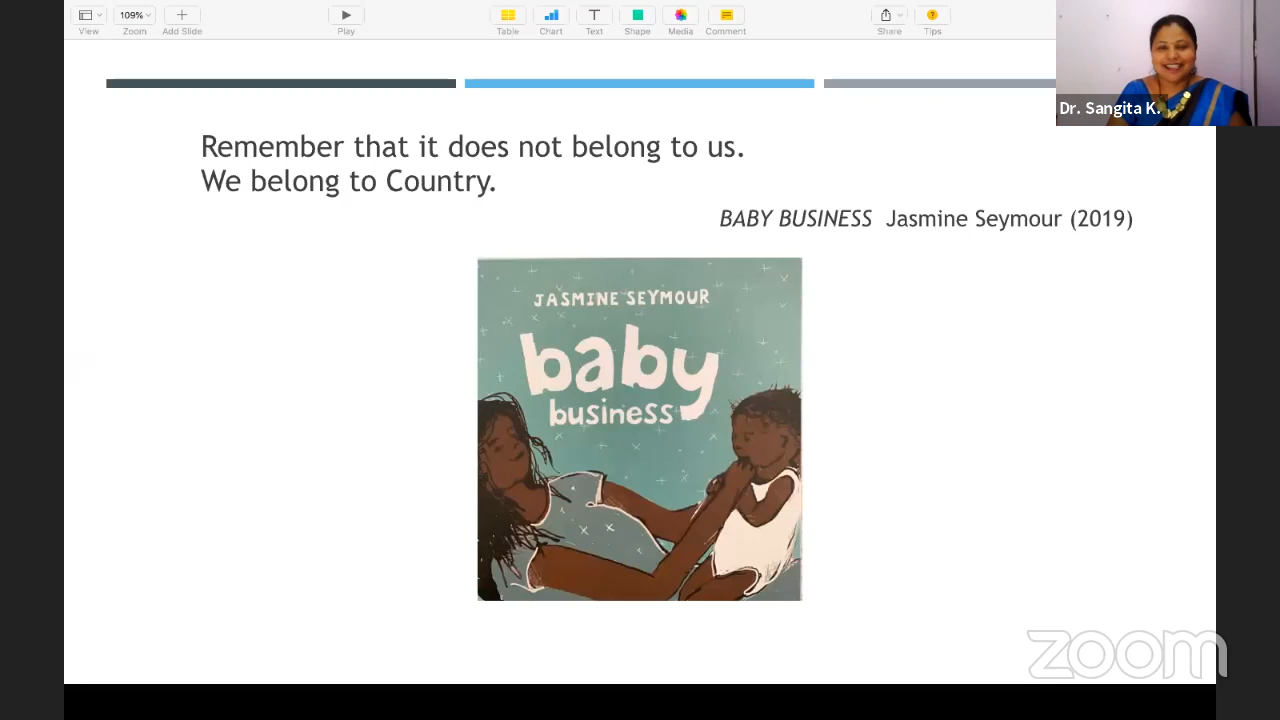 View
109%
Zoom
Add Slide
Play
Table
Chart
Text
Shape
Media
Comment
Share
Tips
Dr. Sangita K.
Remember that it does not belong to us.
We belong to Country.
BABY BUSINESS Jasmine Seymour (2019)
JASMINE SEYMOUR
baby
business
zoom